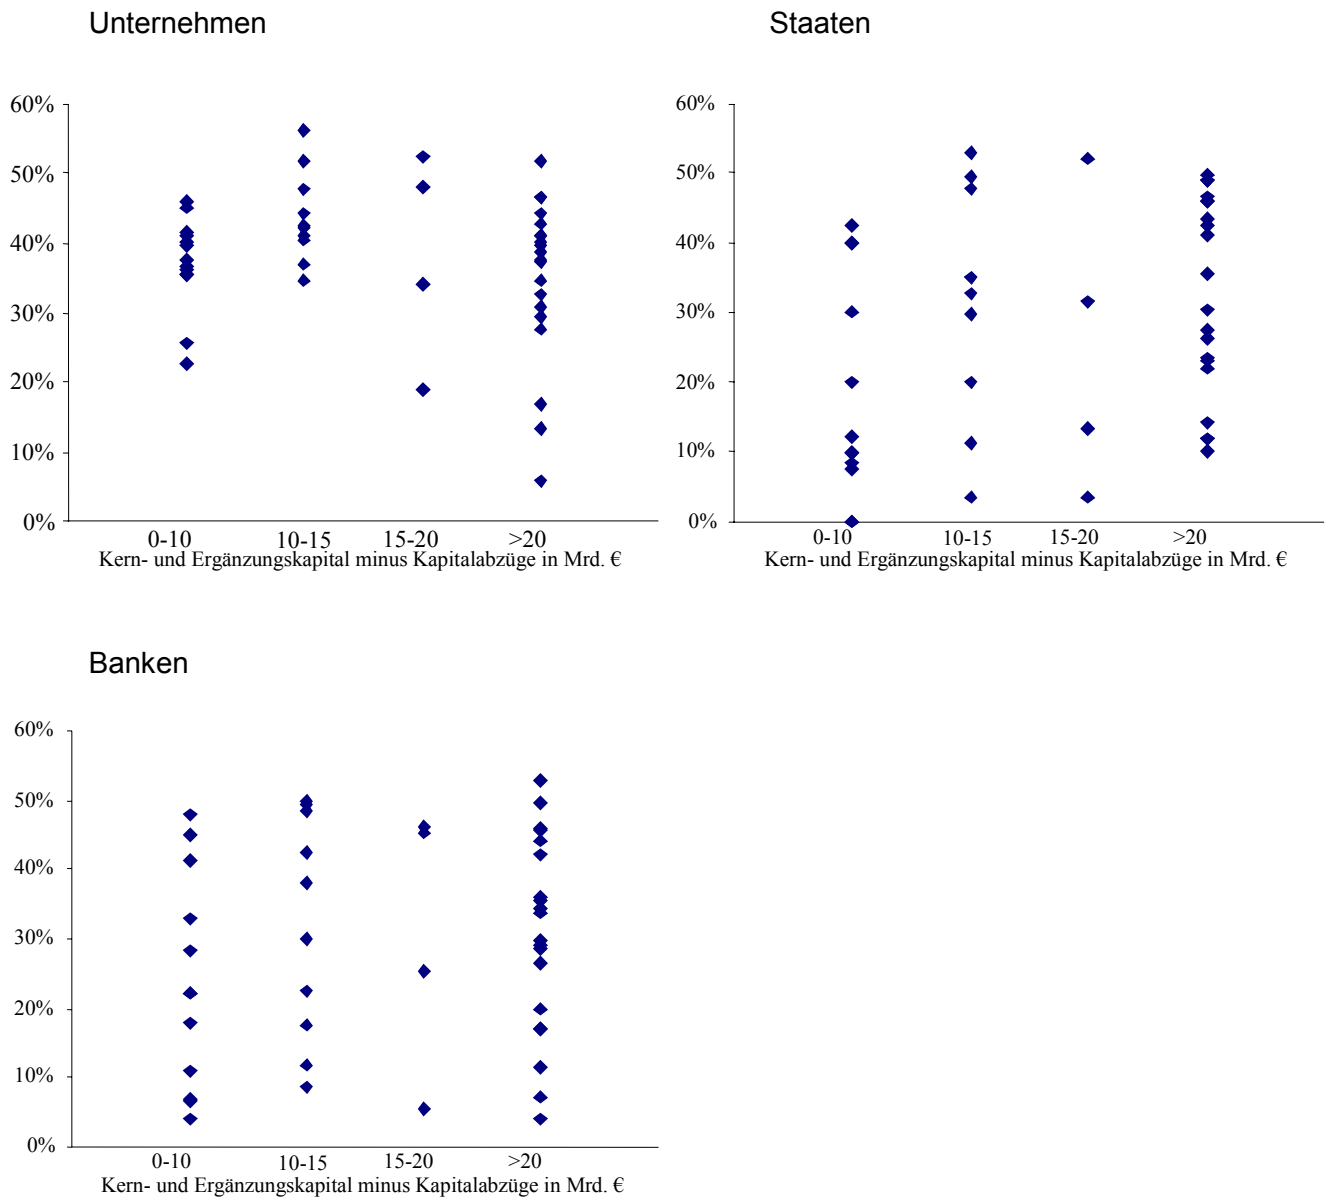 Unternehmen
60%
50%
40%
30%
20%
10%
0%
0-10 10-15 15-20 >20
Kern- und Ergänzungskapital minus Kapitalabzüge in Mrd. €
Staaten
60%
50%
40%
30%
20%
10%
0%
0-10 10-15 15-20 >20
Kern- und Ergänzungskapital minus Kapitalabzüge in Mrd. €
Banken
60%
50%
40%
30%
20%
10%
0%
0-10 10-15 15-20 >20
Kern- und Ergänzungskapital minus Kapitalabzüge in Mrd. €